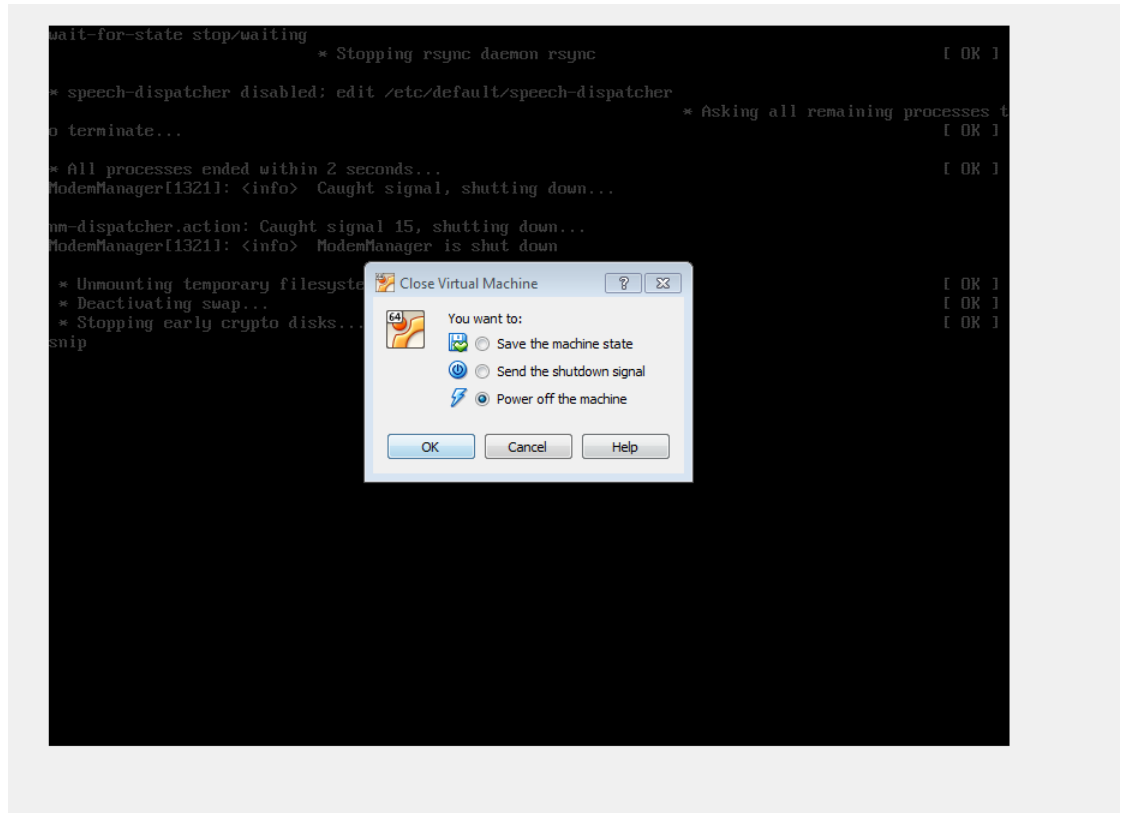 wait-for-state stop/waiting
* Stopping rsync daemon rsync [ OK ]
* speech-dispatcher disabled; edit /etc/default/speech-dispatcher
* Asking all remaining processes t
o terminate... [ OK ]
* All processes ended within 2 seconds... [ OK ]
ModemManager[1321]: <info> Caught signal, shutting down...
nm-dispatcher.action: Caught signal 15, shutting down...
ModemManager[1321]: <info> ModemManager is shut down
* Unmounting temporary filesyste [ OK ]
* Deactivating swap... [ OK ]
* Stopping early crypto disks... [ OK ]
snip
Close Virtual Machine
64
You want to:
Save the machine state
Send the shutdown signal
Power off the machine
OK Cancel Help